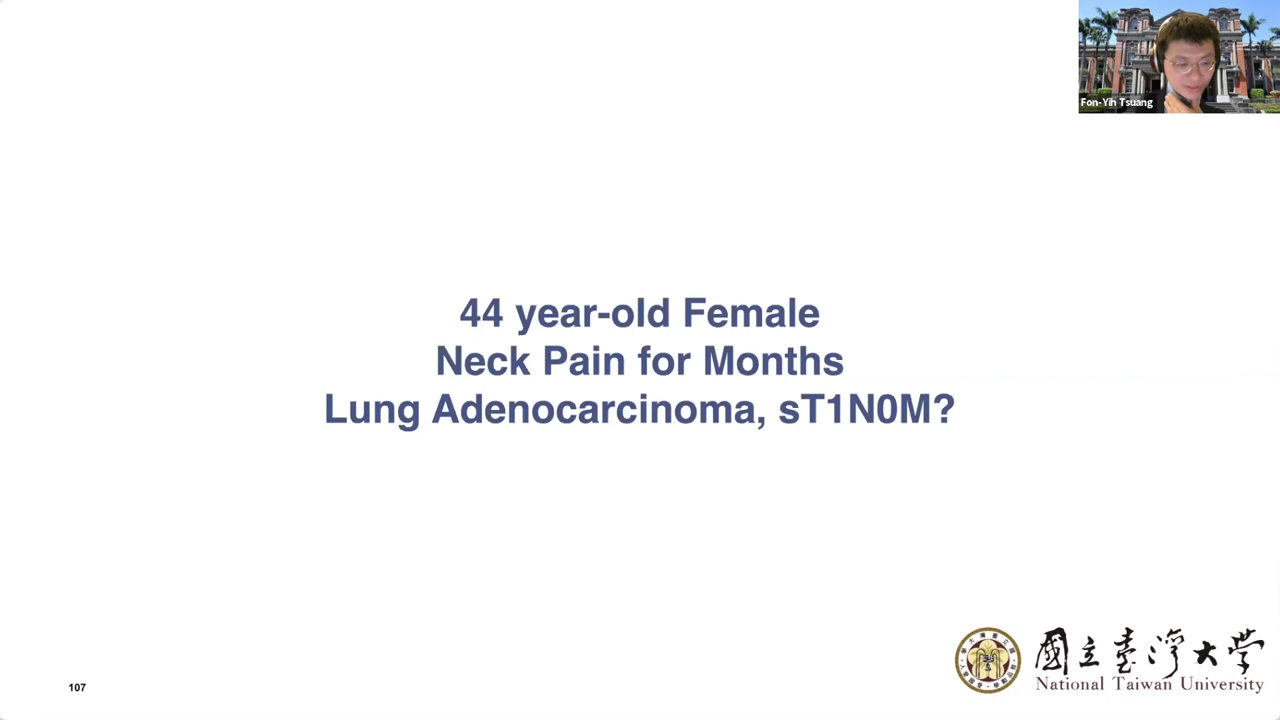 Fon-Yih Tsuang
44 year-old Female
Neck Pain for Months
Lung Adenocarcinoma, sT1N0M?
國立臺灣大學
National Taiwan University
107